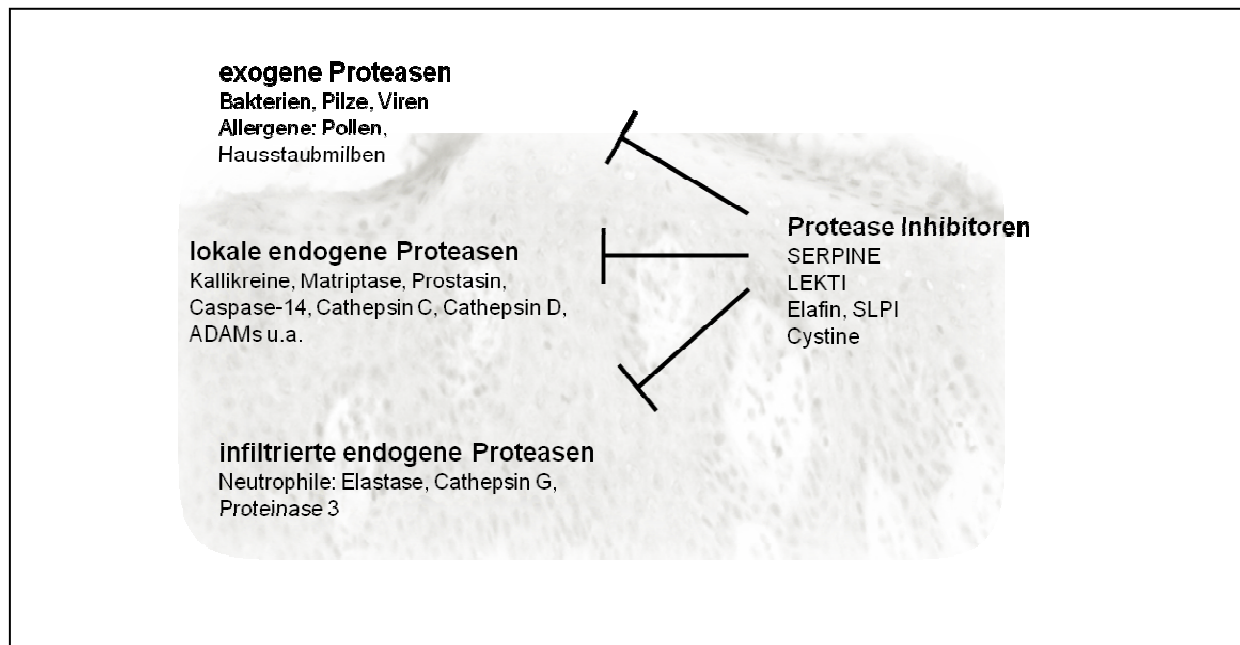 exogene Proteasen
Bakterien, Pilze, Viren
Allergene: Pollen,
Hausstaubmilben
lokale endogene Proteasen
Kallikreine, Matriptase, Prostasin,
Caspase-14, Cathepsin C, Cathepsin D,
ADAMs u.a.
infiltrierte endogene Proteasen
Neutrophile: Elastase, Cathepsin G,
Proteinase 3
Protease Inhibitoren
SERPINE
LEKTI
Elafin, SLPI
Cystine